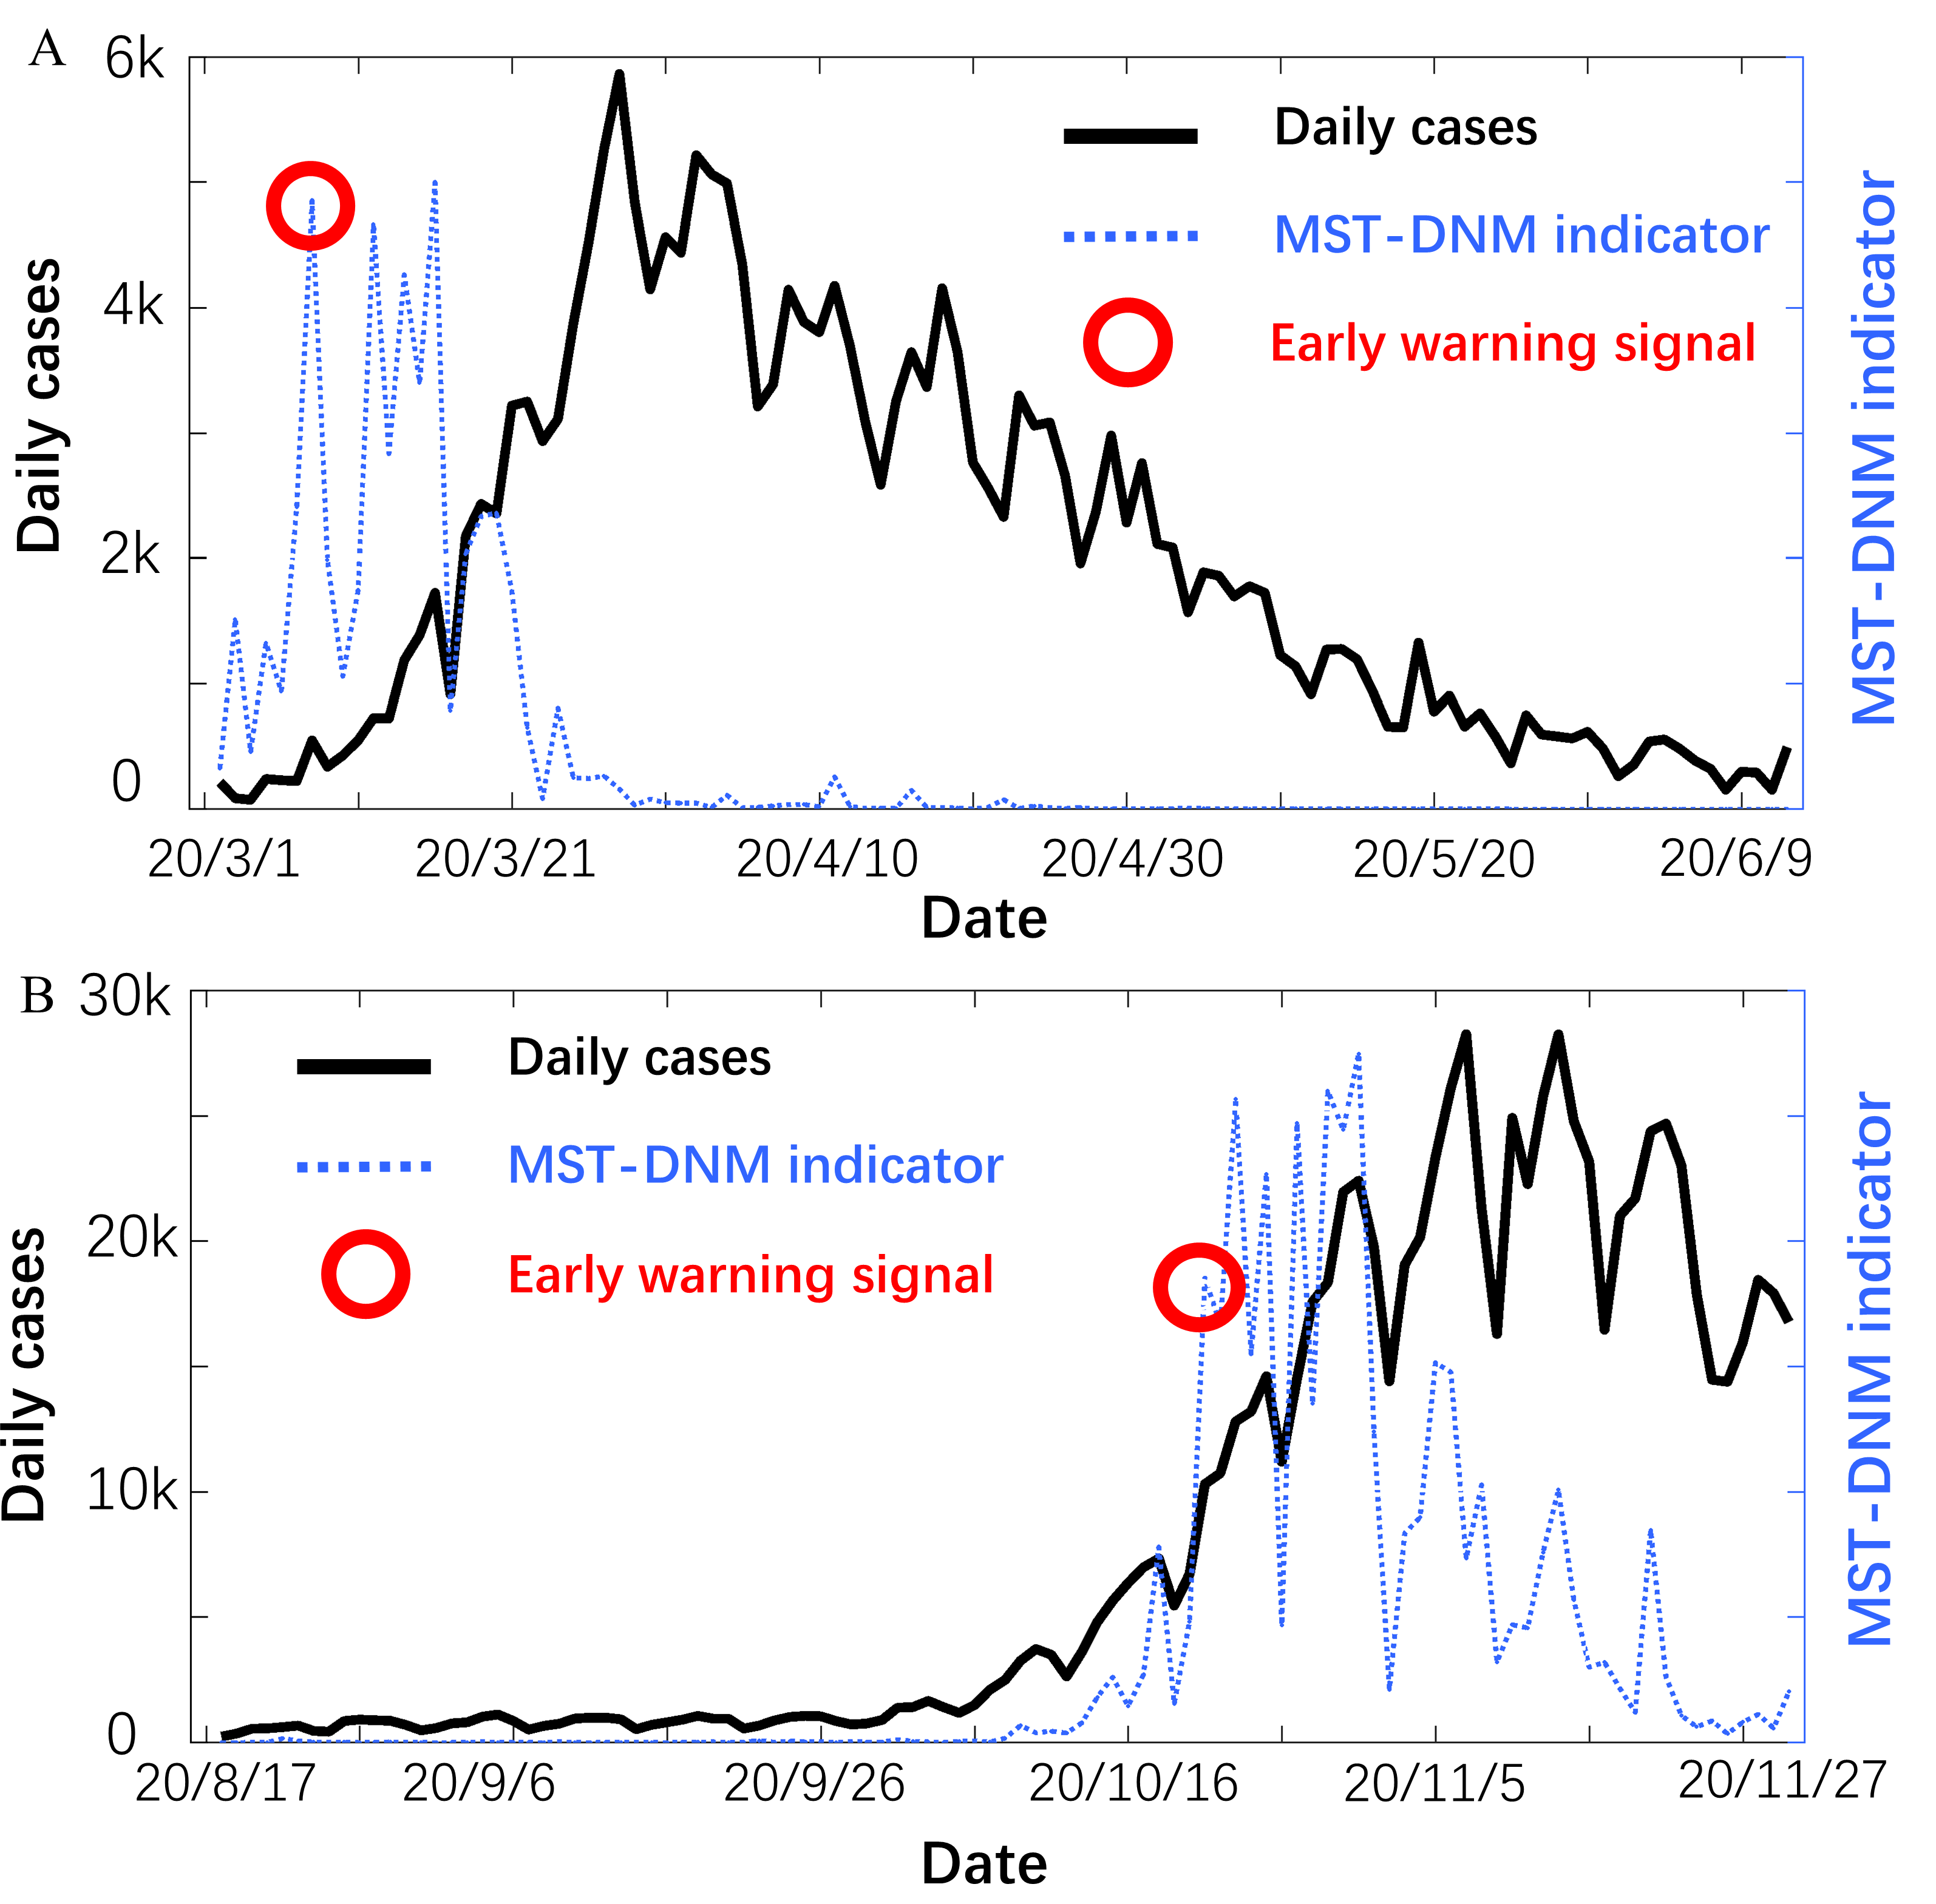 A
6k
4k
2k
0
Daily cases
Daily cases
MST-DNM indicator
Early warning signal
MST-DNM indicator
20/3/1
20/3/21
20/4/10
20/4/30
20/5/20
20/6/9
Date
B
30k
20k
10k
0
Daily cases
Daily cases
MST-DNM indicator
Early warning signal
MST-DNM indicator
20/8/17
20/9/6
20/9/26
20/10/16
20/11/5
20/11/27
Date